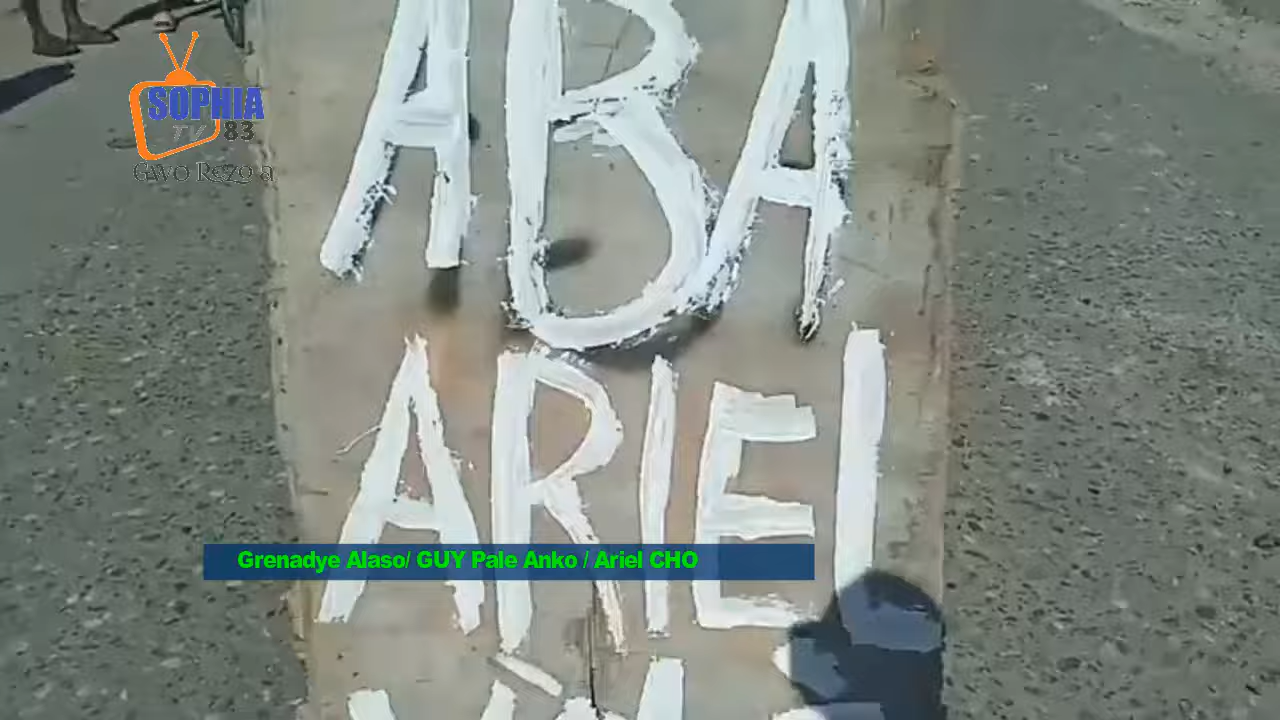 ABA
SOPHIA
TV 83
GWO REZO a
ARIEL
Grenadye Alaso/ GUY Pale Anko / Ariel CHO